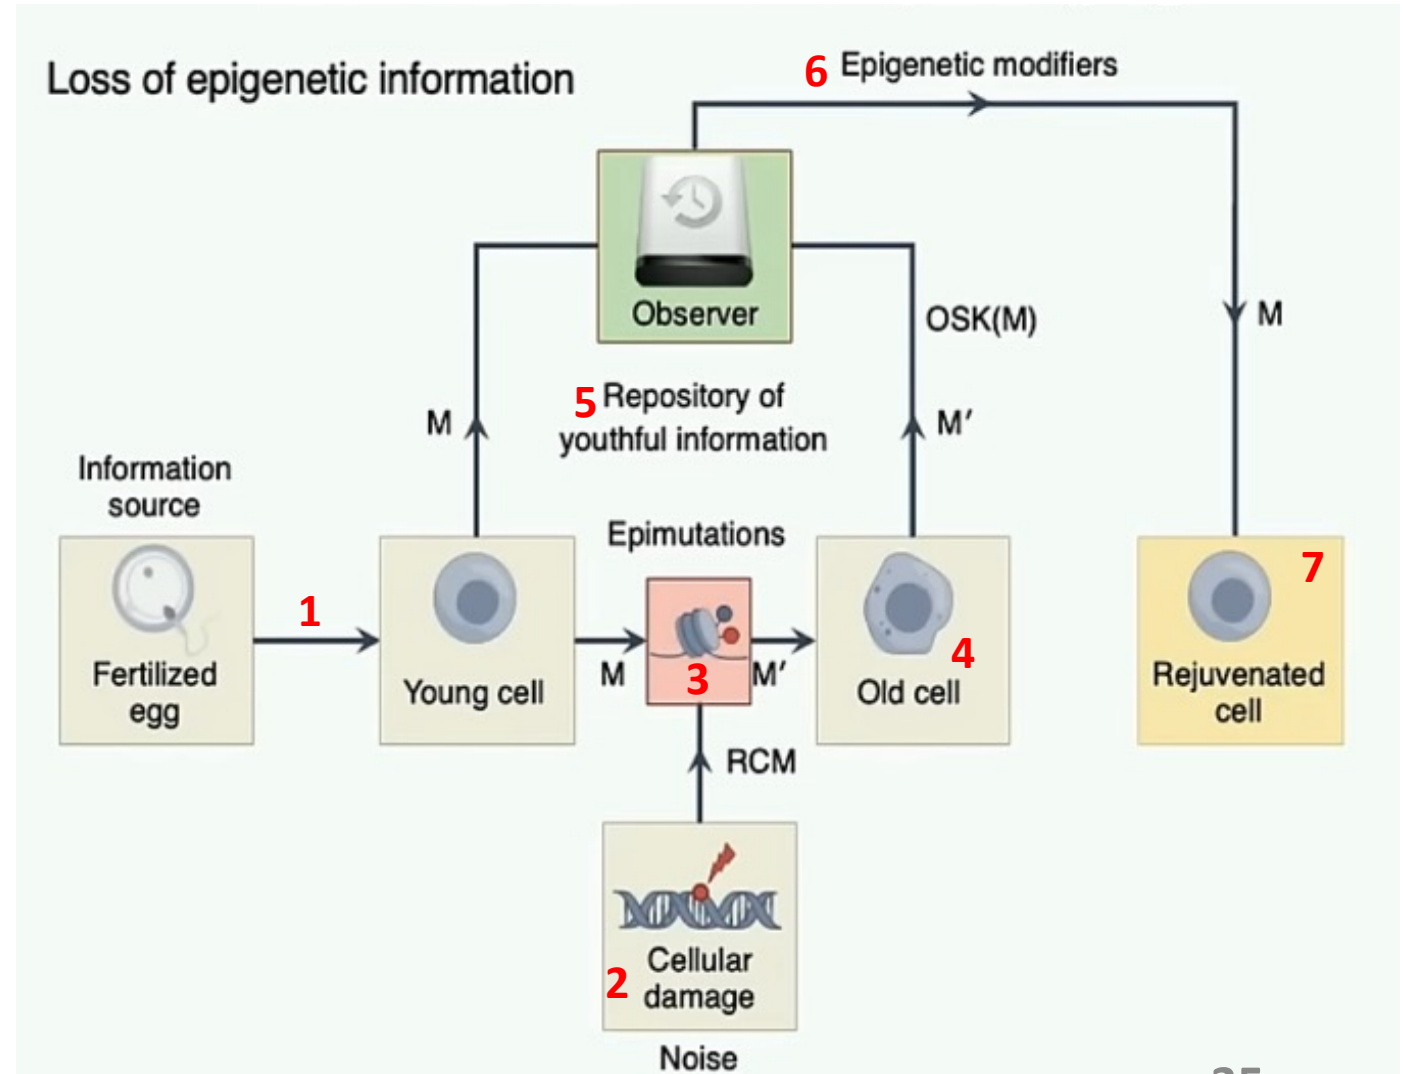 Loss of epigenetic information
6 Epigenetic modifiers
Observer
OSK(M)
M
5 Repository of
youthful information
M
M′
Information
source
Epimutations
7
1
Fertilized
egg
Young cell
M
3
M′
4
Old cell
Rejuvenated
cell
RCM
2 Cellular
damage
Noise